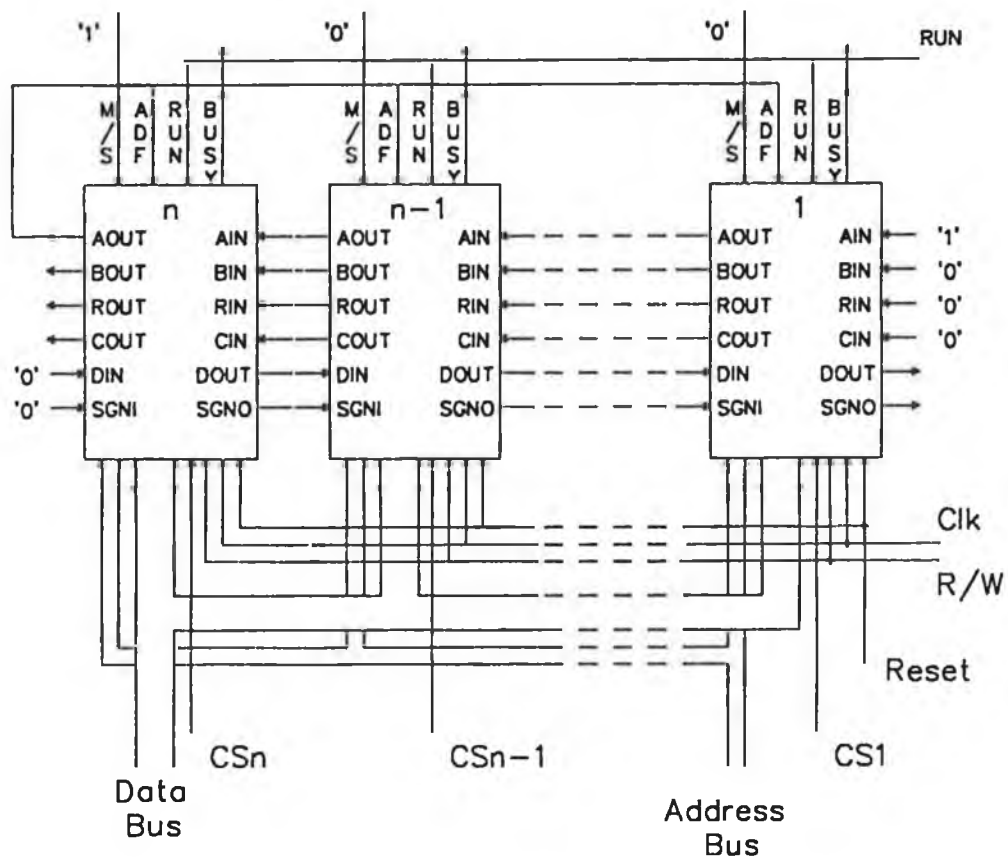 '1' '0' '0' RUN
M/S ADF RUN BUSY M/S ADF RUN BUSY M/S ADF RUN BUSY
n n-1 1
AOUT AIN AOUT AIN AOUT AIN '1'
BOUT BIN BOUT BIN BOUT BIN '0'
ROUT RIN ROUT RIN ROUT RIN '0'
COUT CIN COUT CIN COUT CIN '0'
'0' DIN DOUT DIN DOUT DIN DOUT
'0' SGNI SGNO SGNI SGNO SGNI SGNO
Clk
R/W
Reset
CSn CSn-1 CS1
Data
Bus
Address
Bus